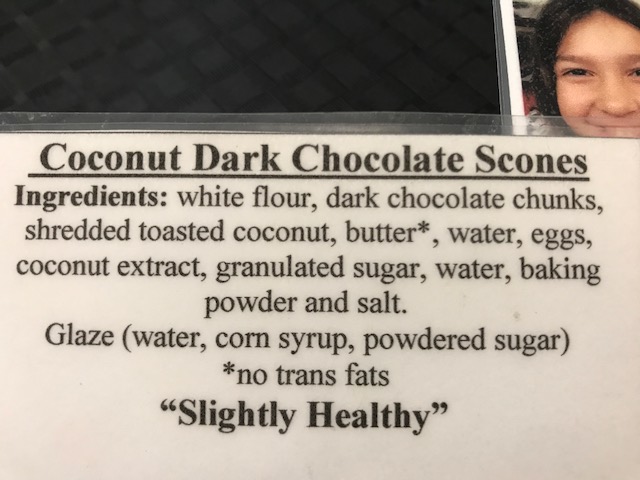 Coconut Dark Chocolate Scones
Ingredients: white flour, dark chocolate chunks,
shredded toasted coconut, butter*, water, eggs,
coconut extract, granulated sugar, water, baking
powder and salt.
Glaze (water, corn syrup, powdered sugar)
*no trans fats
“Slightly Healthy”